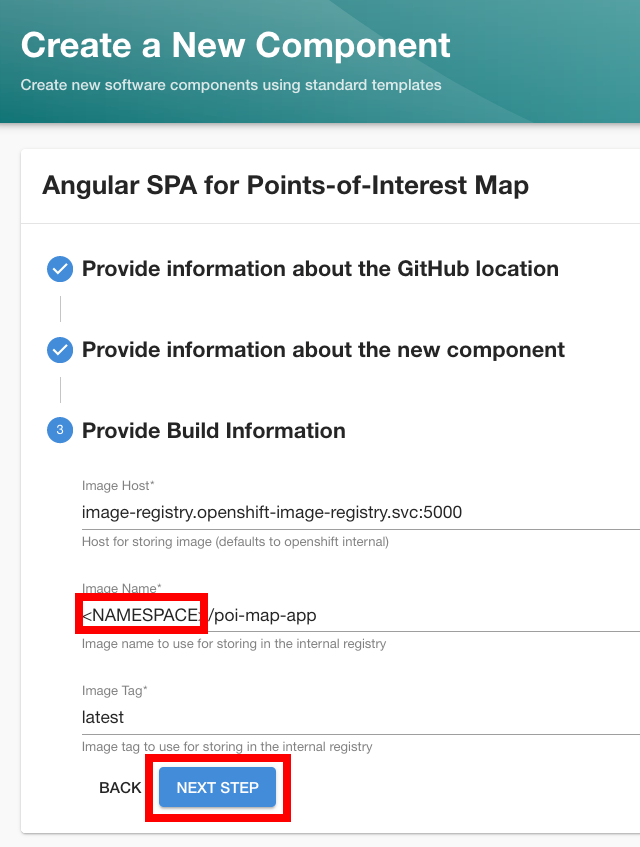 Create a New Component
Create new software components using standard templates
Angular SPA for Points-of-Interest Map
Provide information about the GitHub location
Provide information about the new component
3 Provide Build Information
Image Host*
image-registry.openshift-image-registry.svc:5000
Host for storing image (defaults to openshift internal)
Image Name*
<NAMESPACE>/poi-map-app
Image name to use for storing in the internal registry
Image Tag*
latest
Image tag to use for storing in the internal registry
BACK NEXT STEP